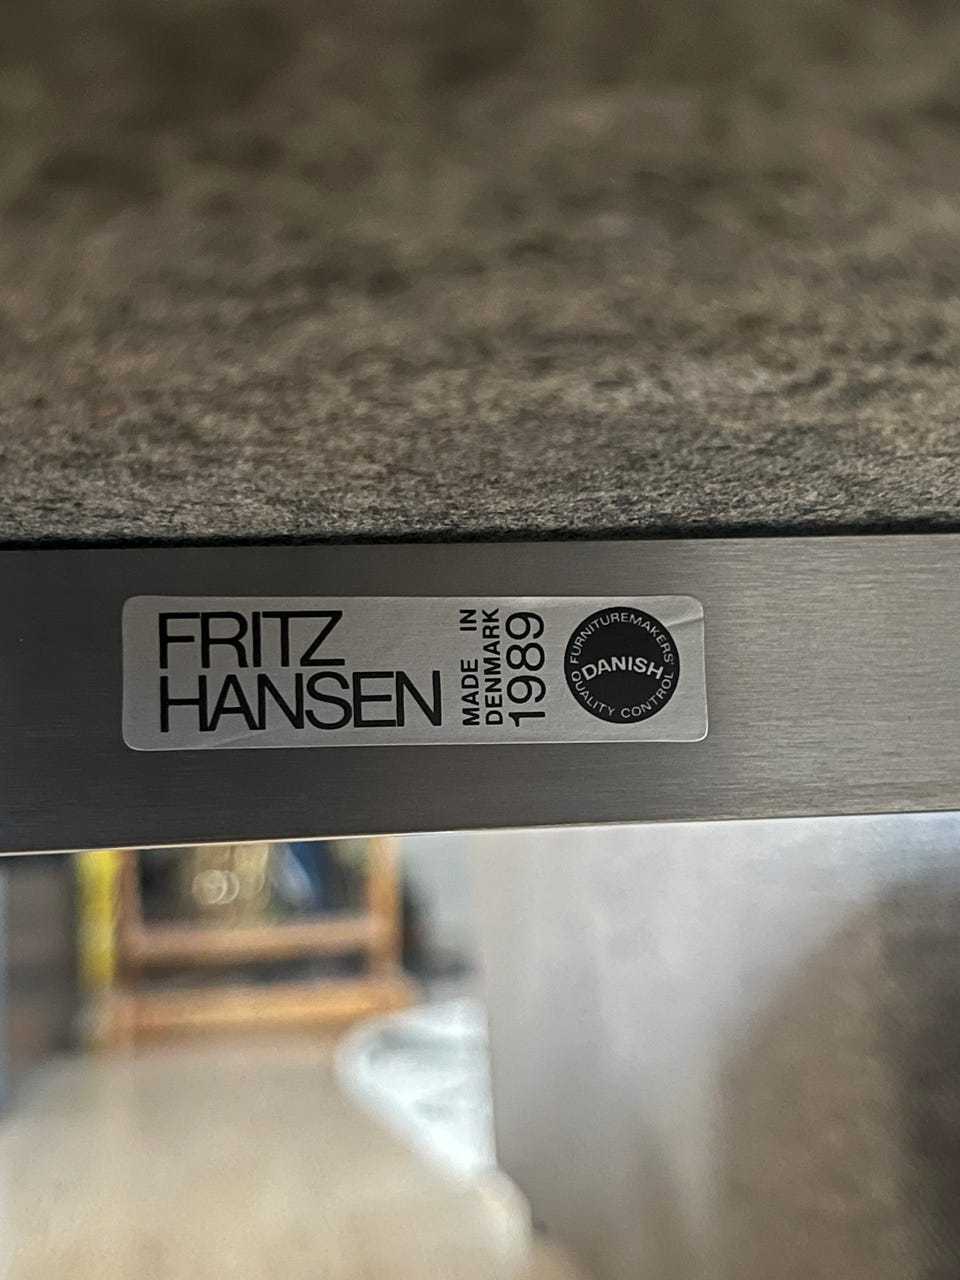 FRITZ
HANSEN
MADE IN
DENMARK
1989
FURNITUREMAKERS'
DANISH
QUALITY CONTROL